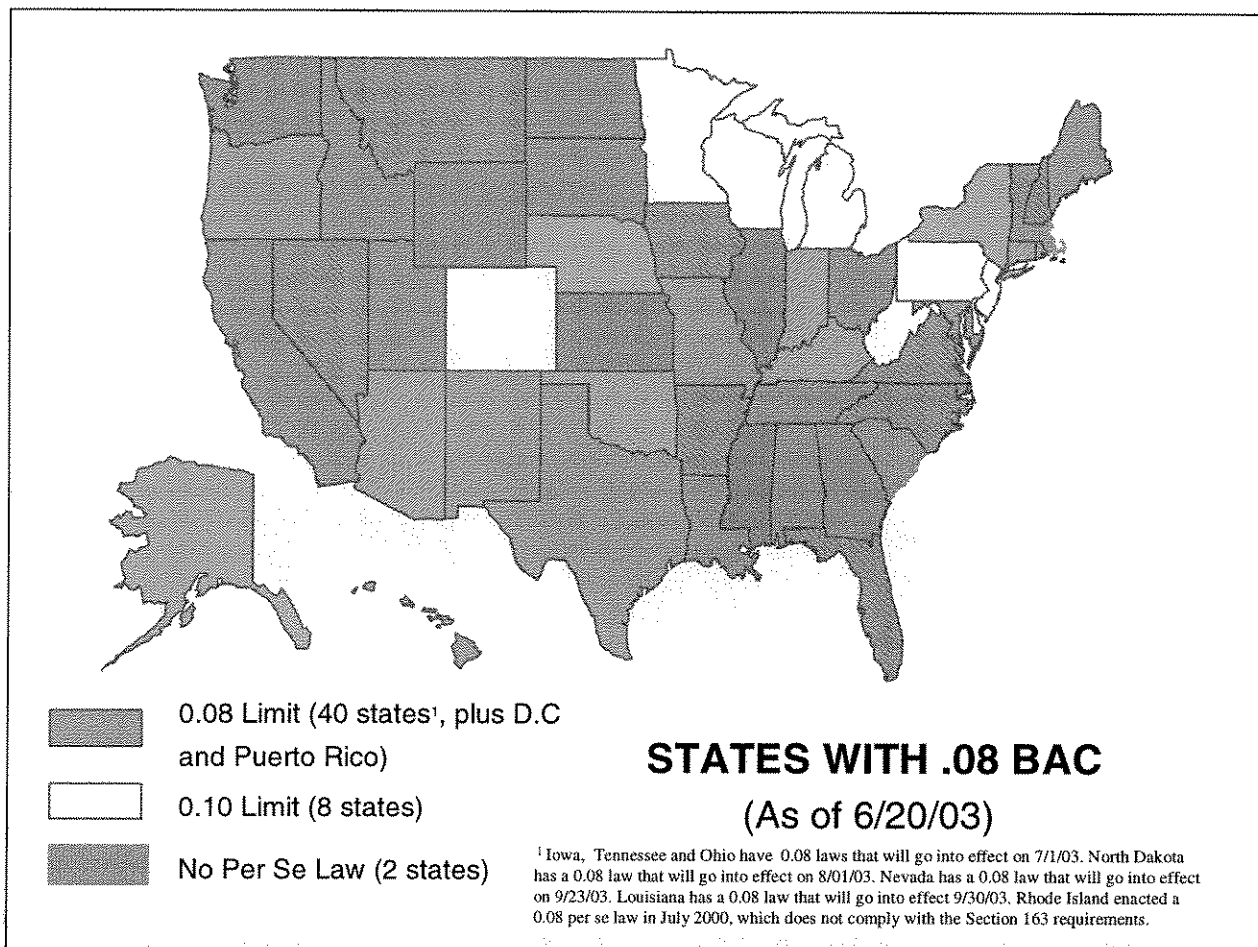 0.08 Limit (40 states¹, plus D.C
and Puerto Rico)
0.10 Limit (8 states)
No Per Se Law (2 states)
STATES WITH .08 BAC
(As of 6/20/03)
¹ Iowa, Tennessee and Ohio have 0.08 laws that will go into effect on 7/1/03. North Dakota
has a 0.08 law that will go into effect on 8/01/03. Nevada has a 0.08 law that will go into effect
on 9/23/03. Louisiana has a 0.08 law that will go into effect 9/30/03. Rhode Island enacted a
0.08 per se law in July 2000, which does not comply with the Section 163 requirements.